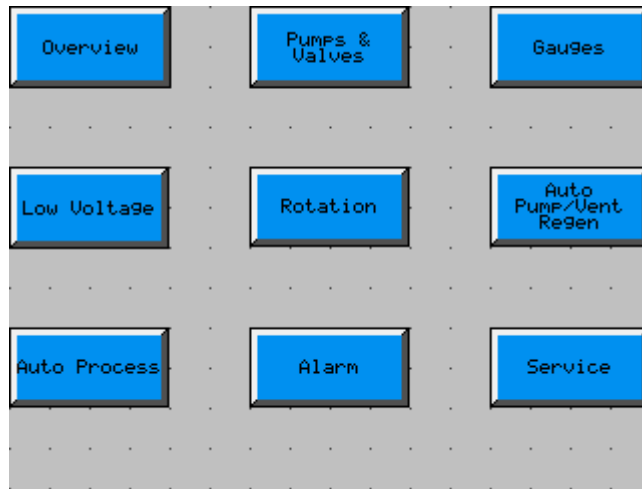 Overview
Pumps &
Valves
Gauges
Low Voltage
Rotation
Auto
Pump/Vent
Regen
Auto Process
Alarm
Service